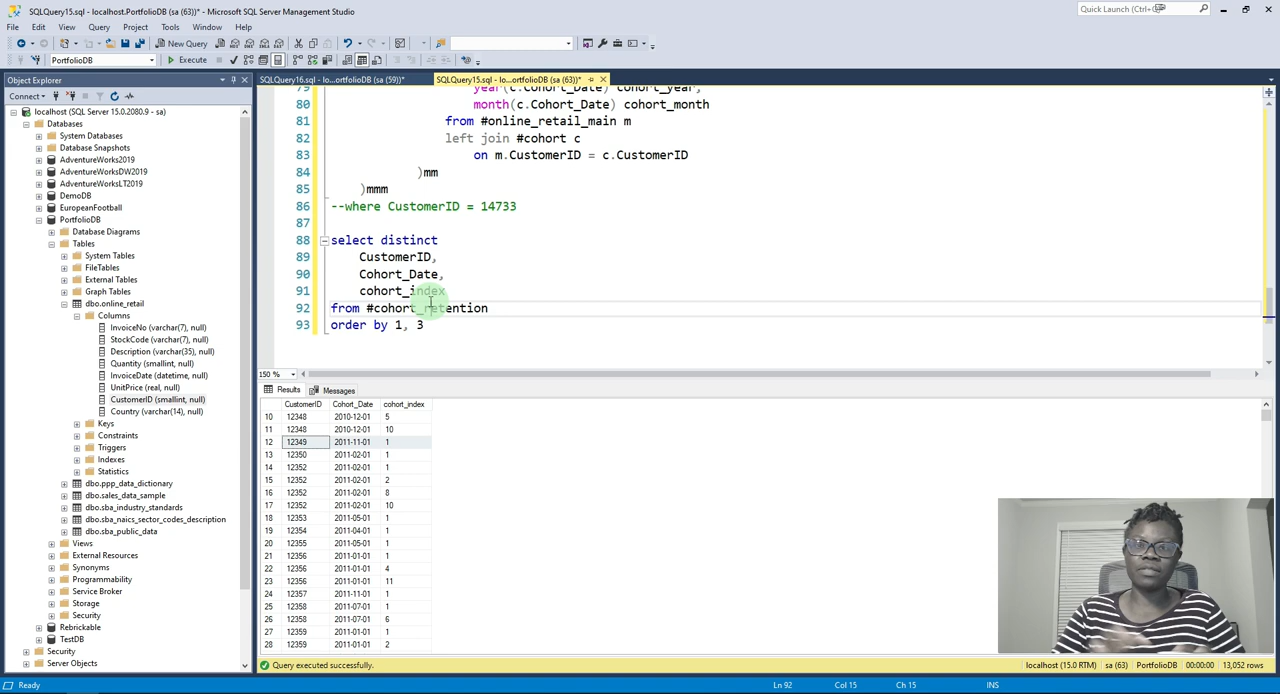 SQLQuery15.sql - localhost.PortfolioDB (sa (63))* - Microsoft SQL Server Management Studio
Quick Launch (Ctrl+Q)
File Edit View Query Project Tools Window Help
New Query
PortfolioDB Execute
Object Explorer
SQLQuery16.sql - lo...ortfolioDB (sa (59))*
SQLQuery15.sql - lo...ortfolioDB (sa (63))*
Connect
localhost (SQL Server 15.0.2080.9 - sa)
Databases
System Databases
Database Snapshots
AdventureWorks2019
AdventureWorksDW2019
AdventureWorksLT2019
DemoDB
EuropeanFootball
PortfolioDB
Database Diagrams
Tables
System Tables
FileTables
External Tables
Graph Tables
dbo.online_retail
Columns
InvoiceNo (varchar(7), null)
StockCode (varchar(7), null)
Description (varchar(35), null)
Quantity (smallint, null)
InvoiceDate (datetime, null)
UnitPrice (real, null)
CustomerID (smallint, null)
Country (varchar(14), null)
Keys
Constraints
Triggers
Indexes
Statistics
dbo.ppp_data_dictionary
dbo.sales_data_sample
dbo.sba_industry_standards
dbo.sba_naics_sector_codes_description
dbo.sba_public_data
Views
External Resources
Synonyms
Programmability
Service Broker
Storage
Security
Rebrickable
TestDB
Security
Server Objects
79 year(c.Cohort_Date) cohort_year,
80 month(c.Cohort_Date) cohort_month
81 from #online_retail_main m
82 left join #cohort c
83 on m.CustomerID = c.CustomerID
84 )mm
85 )mmm
86 --where CustomerID = 14733
87
88 select distinct
89 CustomerID,
90 Cohort_Date,
91 cohort_index
92 from #cohort_retention
93 order by 1, 3
150 %
Results Messages
CustomerID Cohort_Date cohort_index
10 12348 2010-12-01 5
11 12348 2010-12-01 10
12 12349 2011-11-01 1
13 12350 2011-02-01 1
14 12352 2011-02-01 1
15 12352 2011-02-01 2
16 12352 2011-02-01 8
17 12352 2011-02-01 10
18 12353 2011-05-01 1
19 12354 2011-04-01 1
20 12355 2011-05-01 1
21 12356 2011-01-01 1
22 12356 2011-01-01 4
23 12356 2011-01-01 11
24 12357 2011-11-01 1
25 12358 2011-07-01 1
26 12358 2011-07-01 6
27 12359 2011-01-01 1
28 12359 2011-01-01 2
Query executed successfully.
localhost (15.0 RTM) sa (63) PortfolioDB 00:00:00 13,052 rows
Ready Ln 92 Col 15 Ch 15 INS